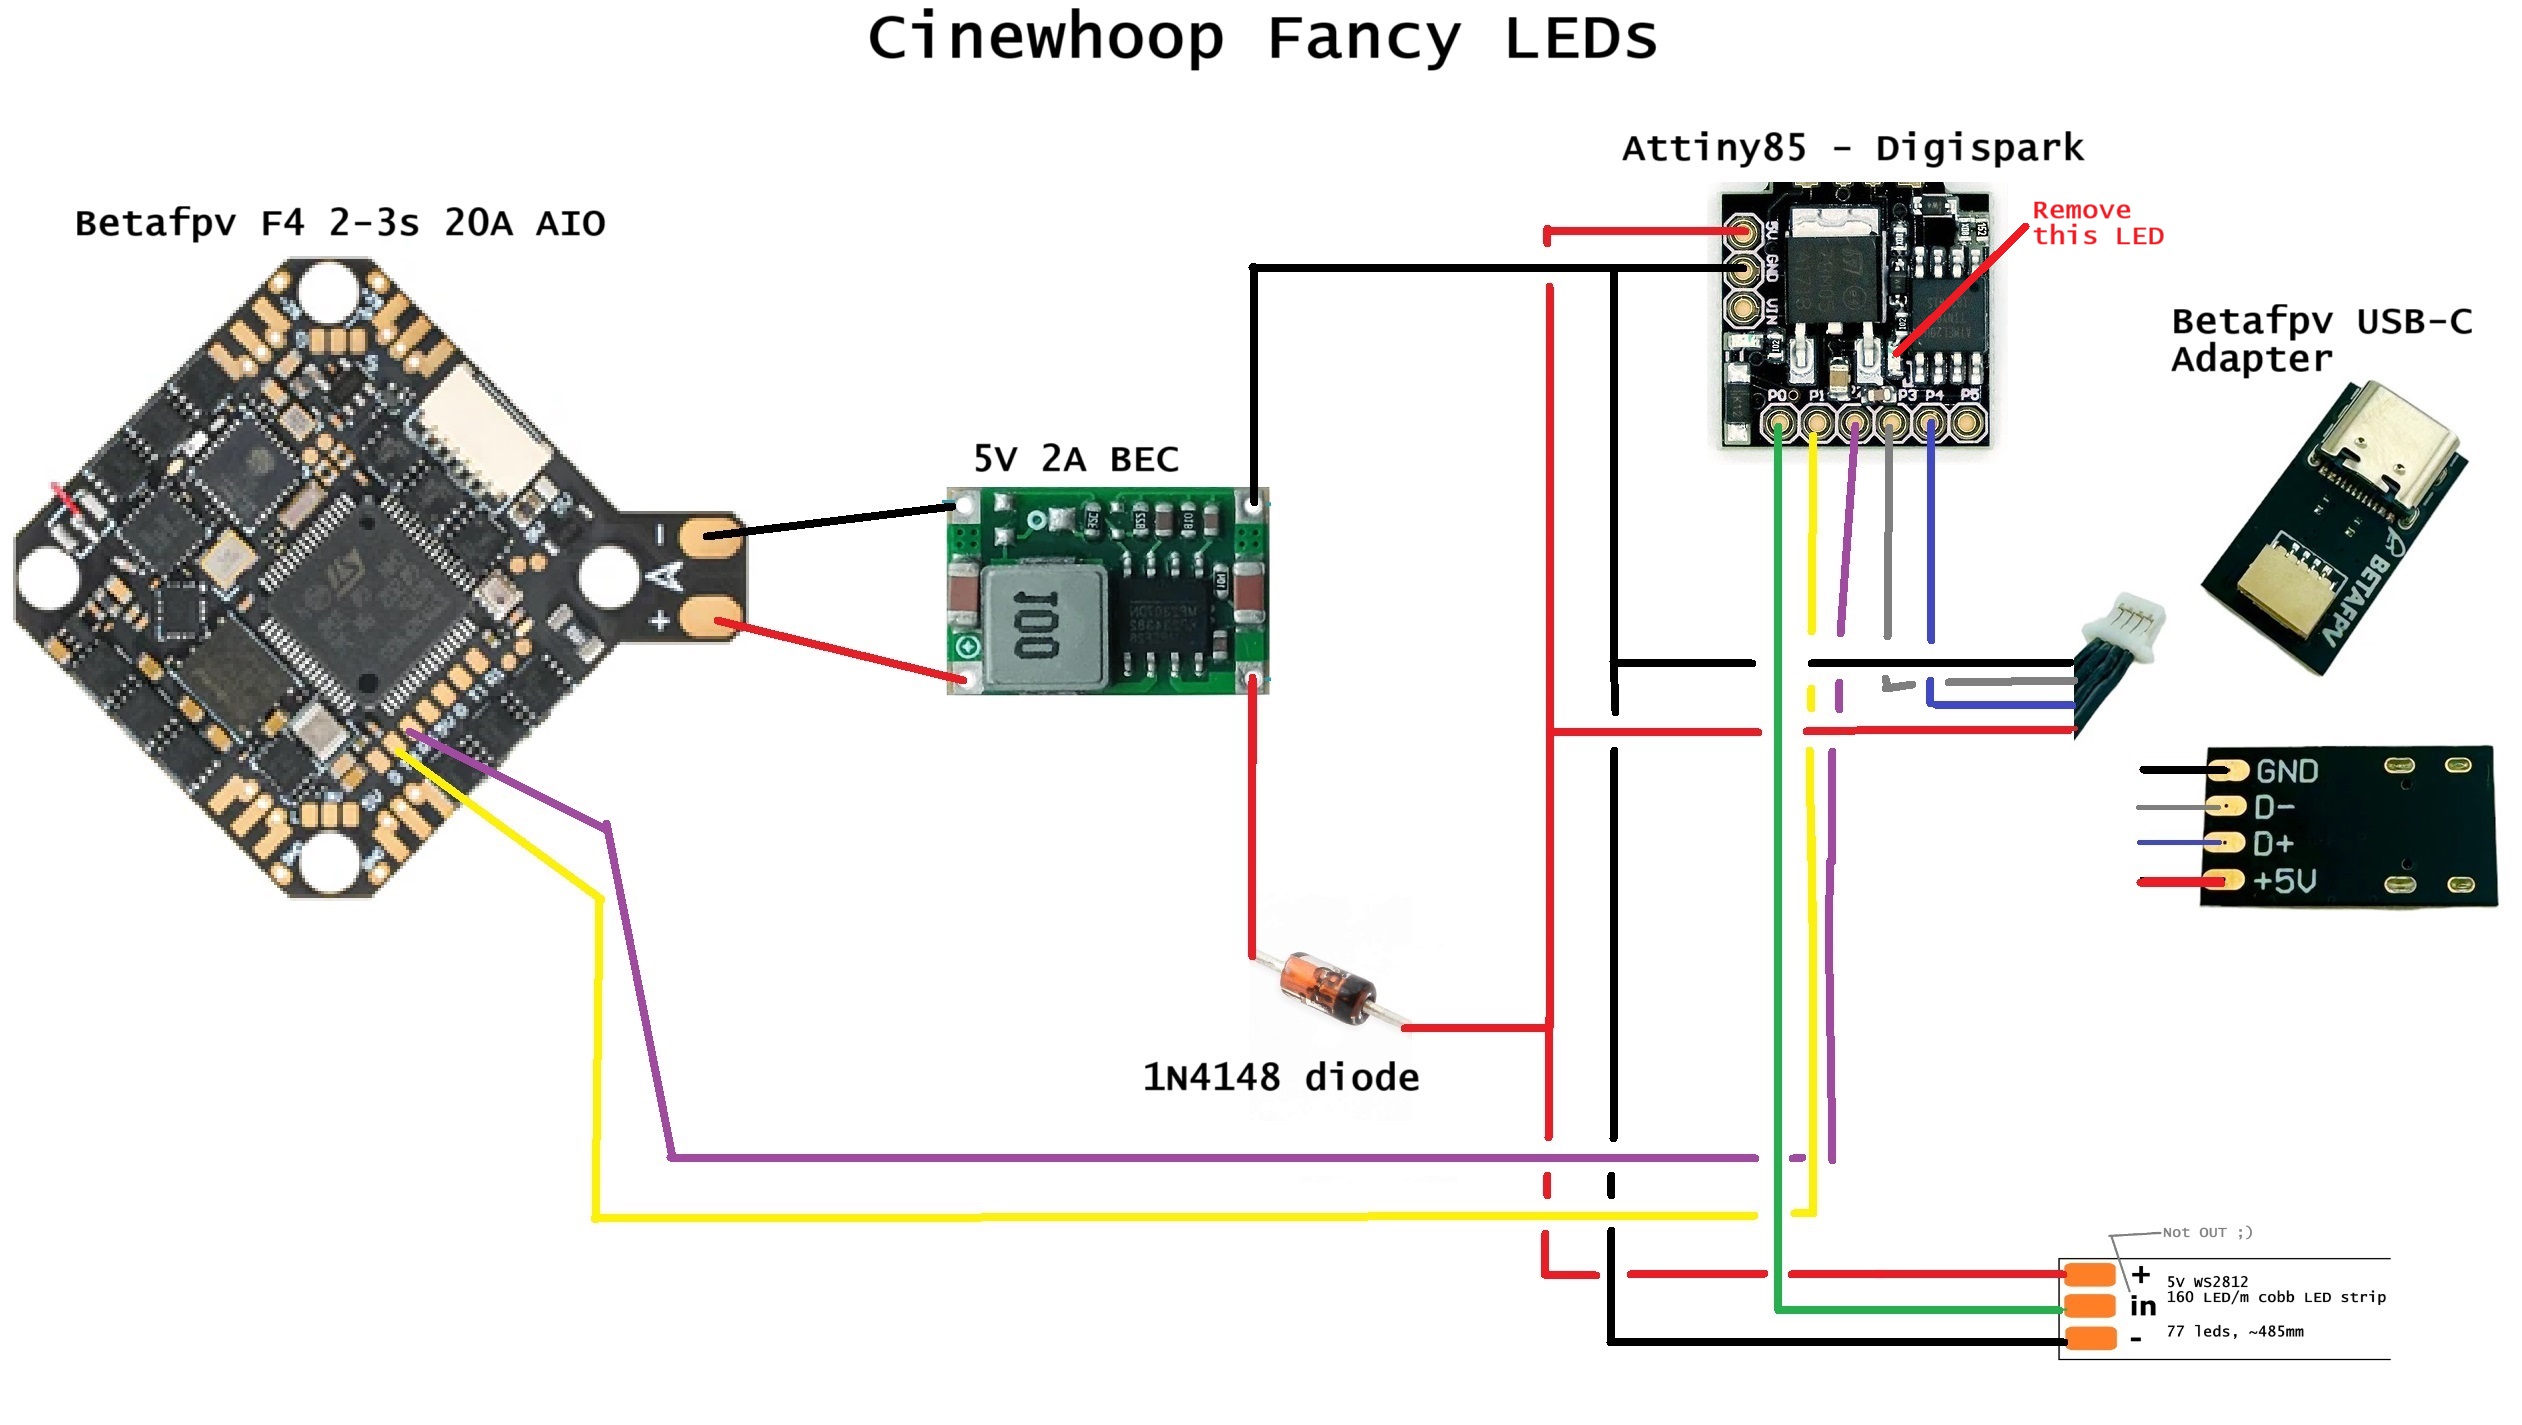 Cinewhoop Fancy LEDs
Attiny85 - Digispark
Remove
this LED
Betafpv F4 2-3s 20A AIO
5V
GND
VIN
Betafpv USB-C
Adapter
P0
P1
P3
P4
P5
5V 2A BEC
-
A
+
100
BETAFPV
GND
D-
D+
+5V
1N4148 diode
Not OUT ;)
+
5V WS2812
in
160 LED/m cobb LED strip
-
77 leds, ~485mm